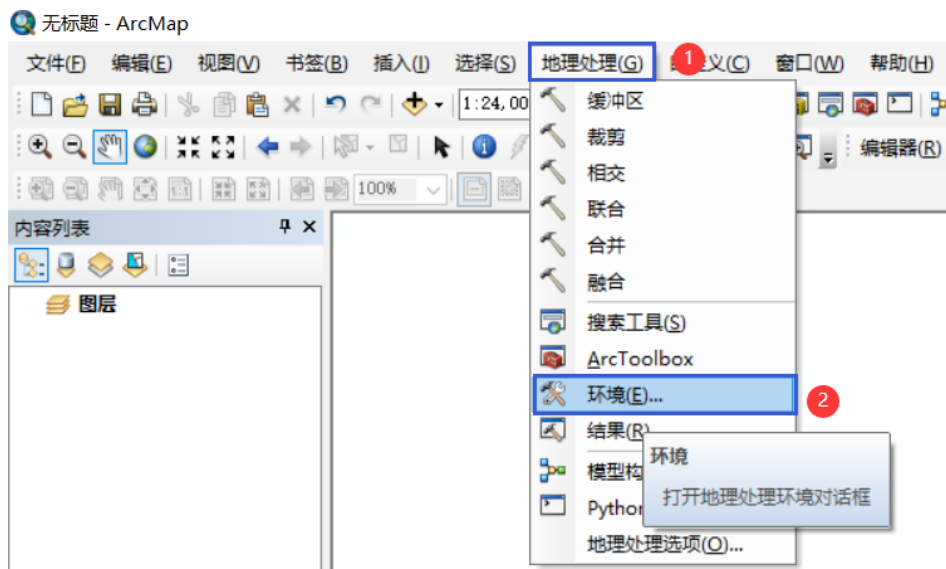 无标题 - ArcMap
文件(F) 编辑(E) 视图(V) 书签(B) 插入(I) 选择(S) 地理处理(G) 1 定义(C) 窗口(W) 帮助(H)
1:24,00
编辑器(R)
100%
内容列表
图层
缓冲区
裁剪
相交
联合
合并
融合
搜索工具(S)
ArcToolbox
环境(E)... 2
结果(R)
模型构
Python
地理处理选项(O)...
环境
打开地理处理环境对话框